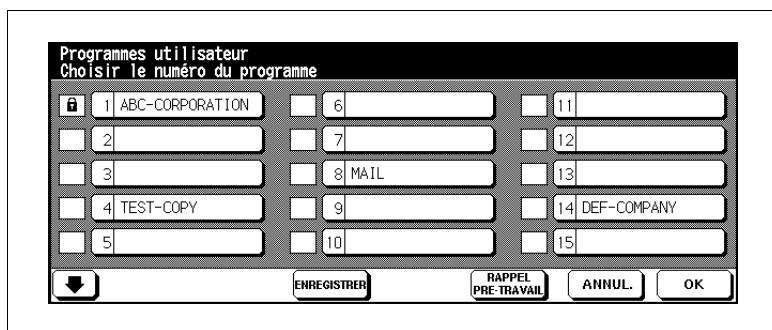 Programmes utilisateur
Choisir le numéro du programme
1 ABC-CORPORATION 6 11
2 7 12
3 8 MAIL 13
4 TEST-COPY 9 14 DEF-COMPANY
5 10 15
ENREGISTRER RAPPEL PRE-TRAVAIL ANNUL. OK